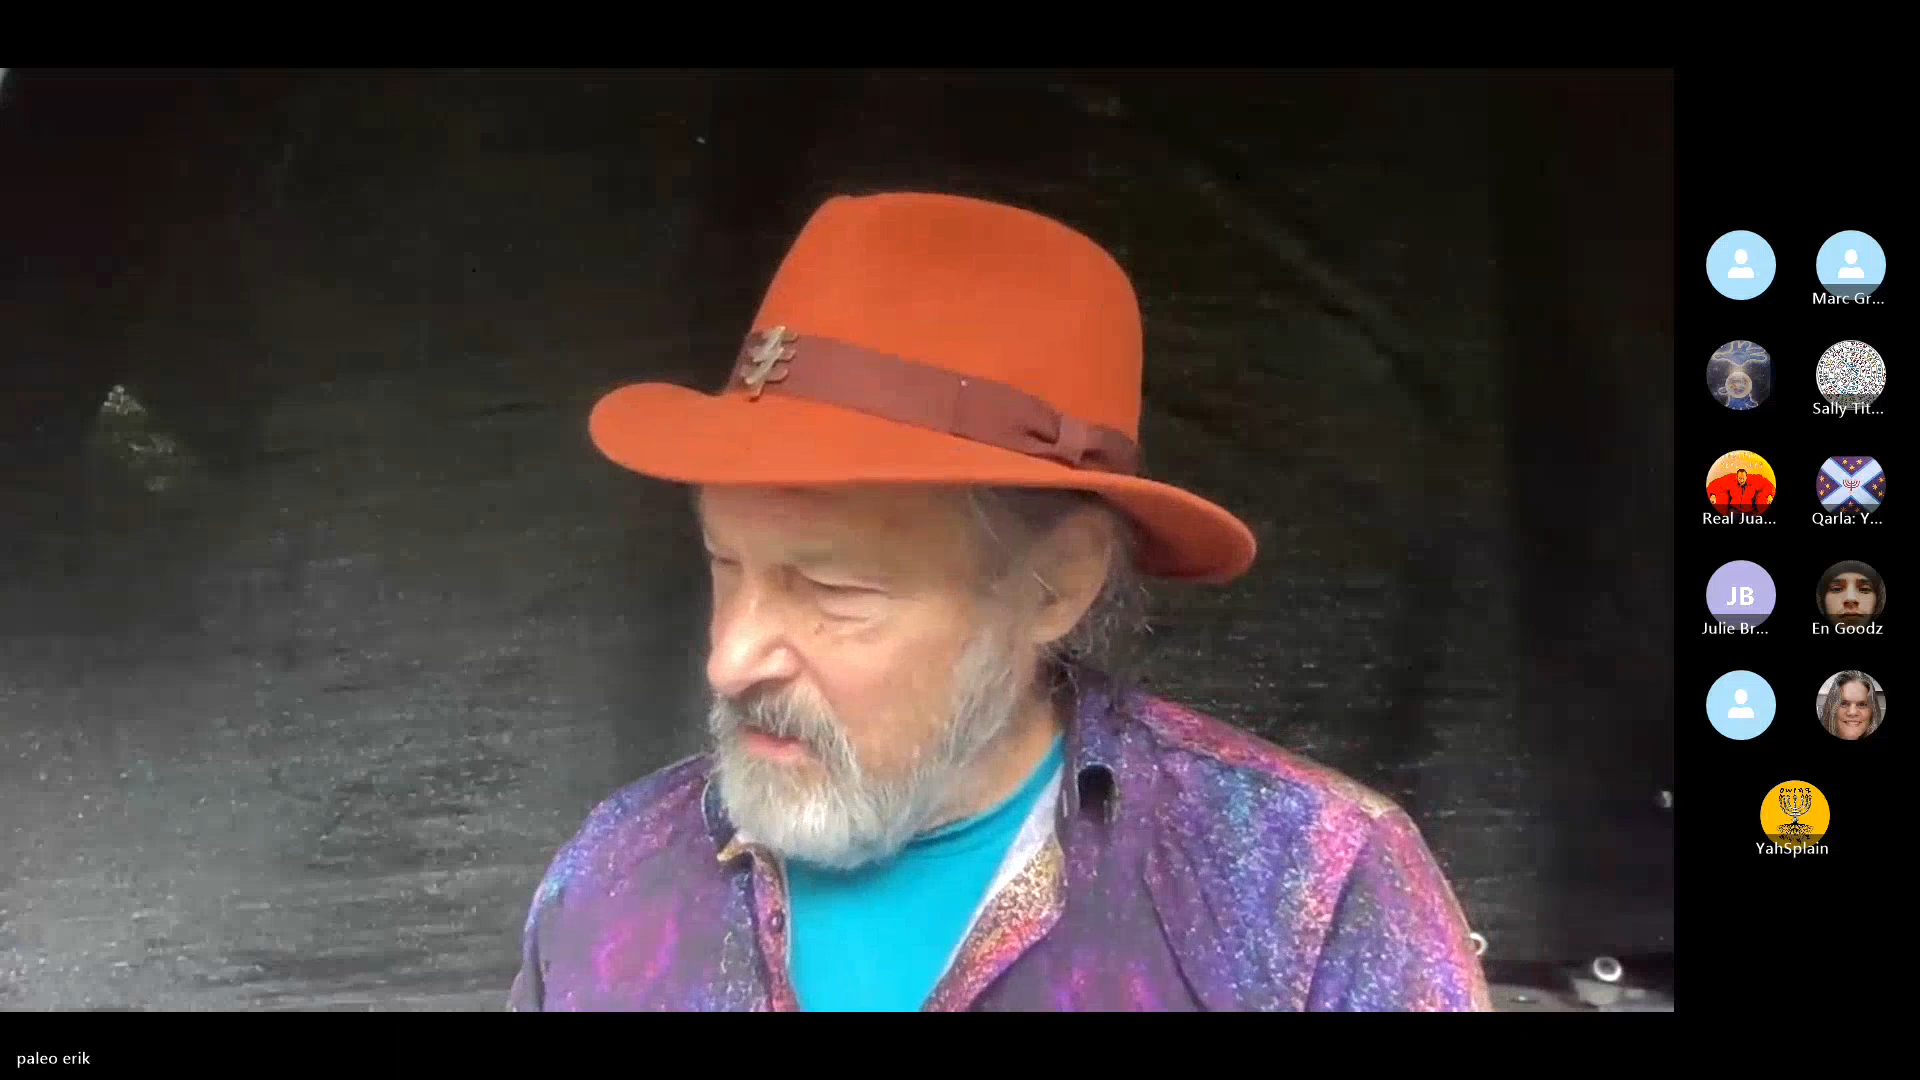 Marc Gr...
Sally Tit...
Real Jua...
Qarla: Y...
JB
Julie Br...
En Goodz
YahSplain
paleo erik